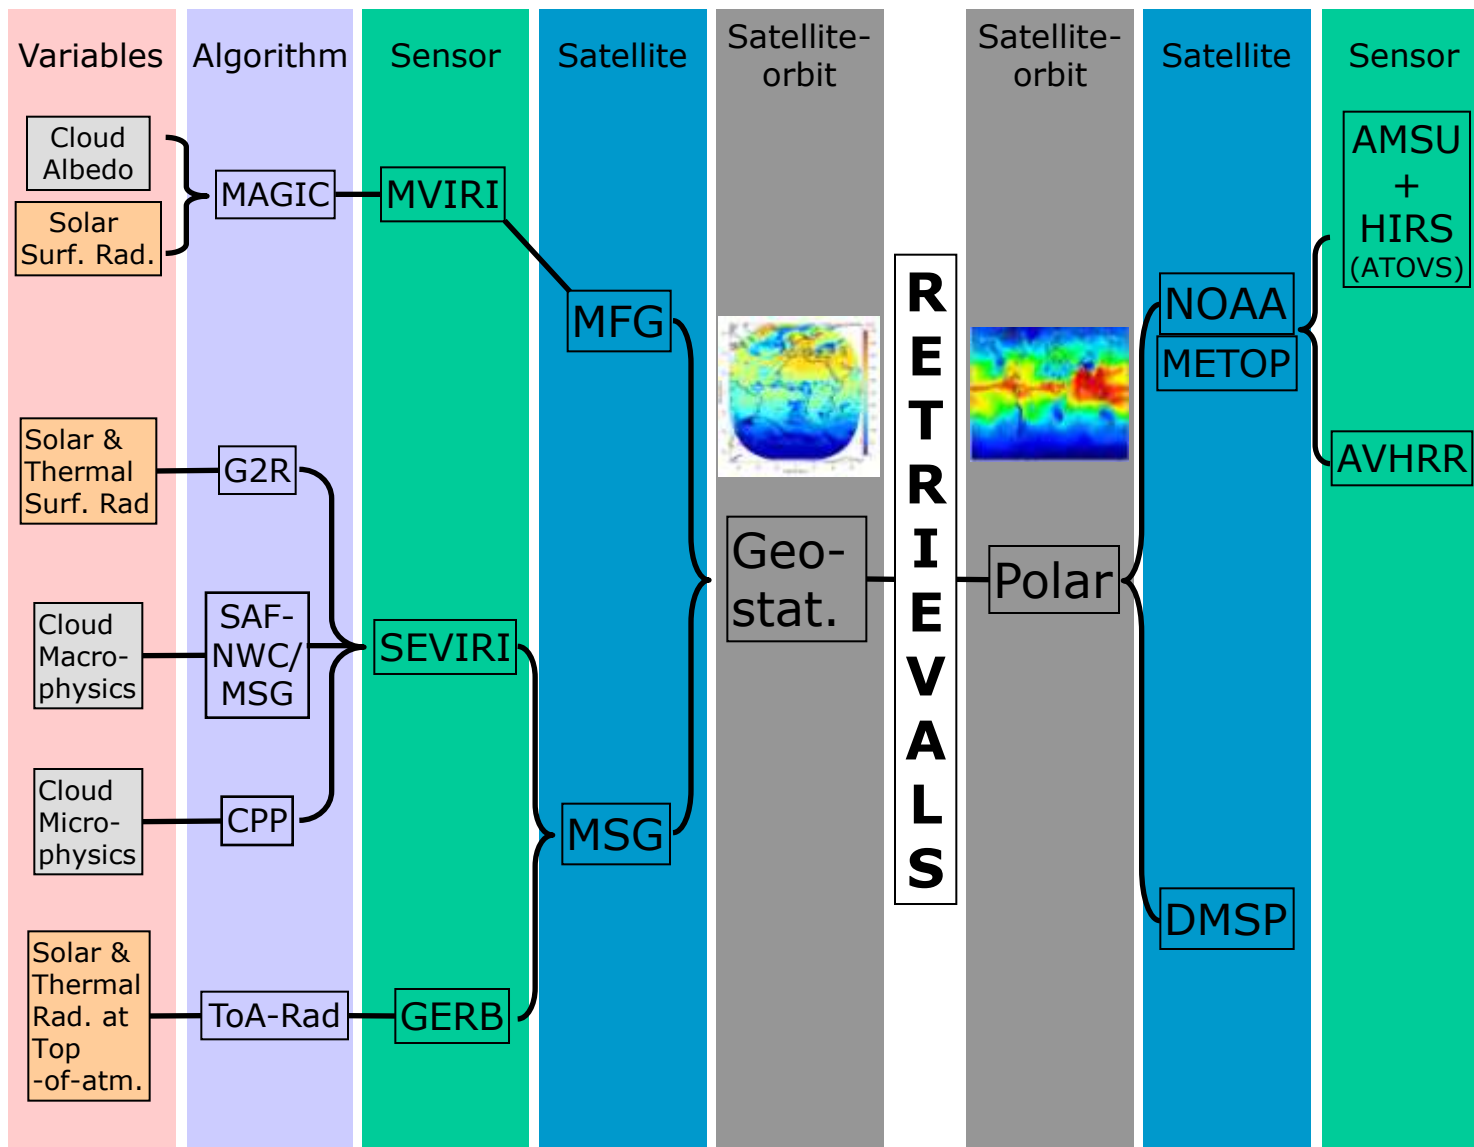 Variables
Algorithm
Sensor
Satellite
Satellite-
orbit
Satellite-
orbit
Satellite
Sensor
Cloud
Albedo
Solar
Surf. Rad.
MAGIC
MVIRI
MFG
Solar &
Thermal
Surf. Rad
G2R
Cloud
Macro-
physics
SAF-
NWC/
MSG
SEVIRI
Cloud
Micro-
physics
CPP
MSG
Solar &
Thermal
Rad. at
Top
-of-atm.
ToA-Rad
GERB
Geo-
stat.
R
E
T
R
I
E
V
A
L
S
Polar
NOAA
METOP
DMSP
AMSU
+
HIRS
(ATOVS)
AVHRR